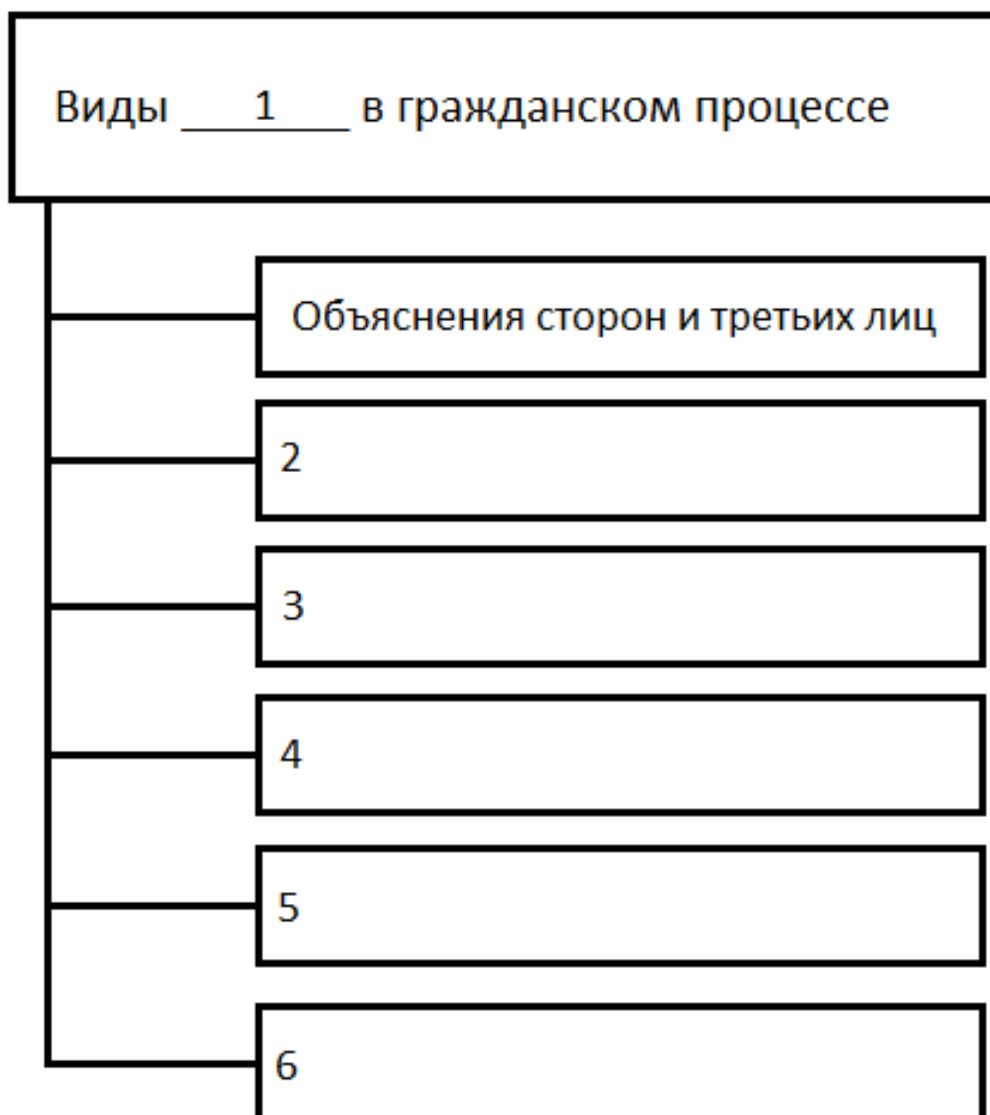 Виды ___1___ в гражданском процессе
Объяснения сторон и третьих лиц
2
3
4
5
6